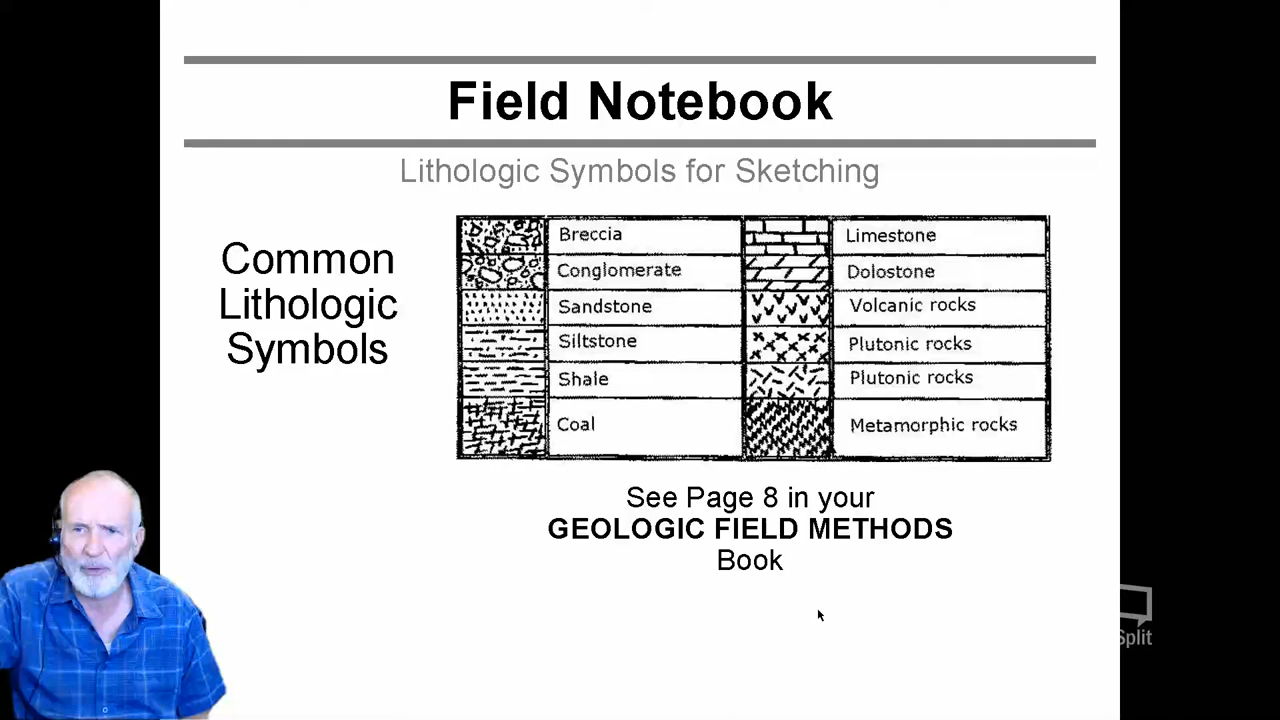 Field Notebook
Lithologic Symbols for Sketching
Common
Lithologic
Symbols
Breccia
Limestone
Conglomerate
Dolostone
Sandstone
Volcanic rocks
Siltstone
Plutonic rocks
Shale
Plutonic rocks
Coal
Metamorphic rocks
See Page 8 in your
GEOLOGIC FIELD METHODS
Book
Split